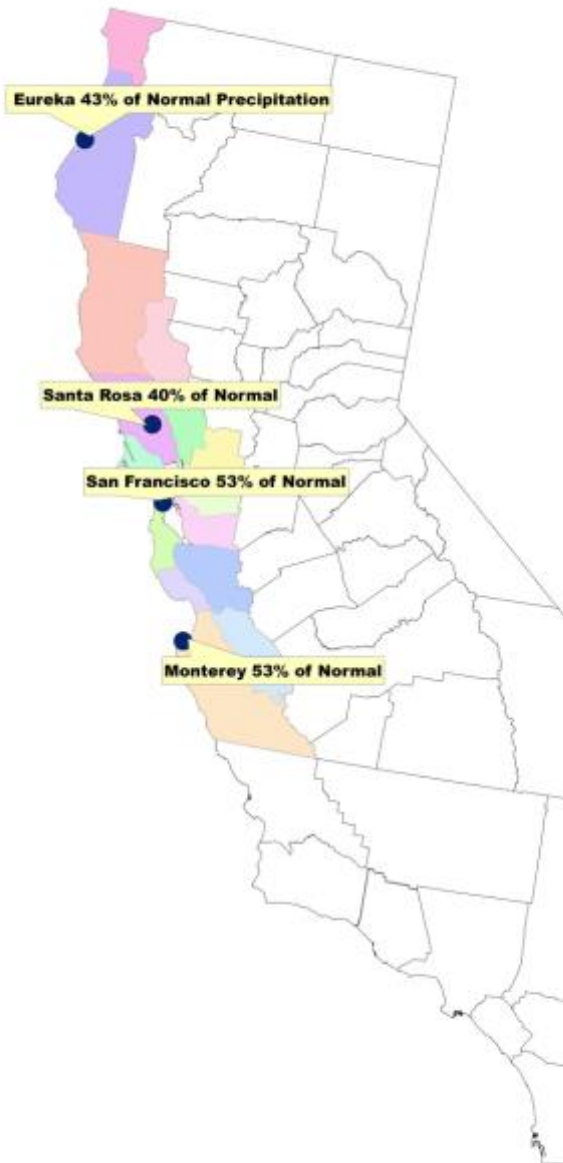 Eureka 43% of Normal Precipitation
Santa Rosa 40% of Normal
San Francisco 53% of Normal
Monterey 53% of Normal